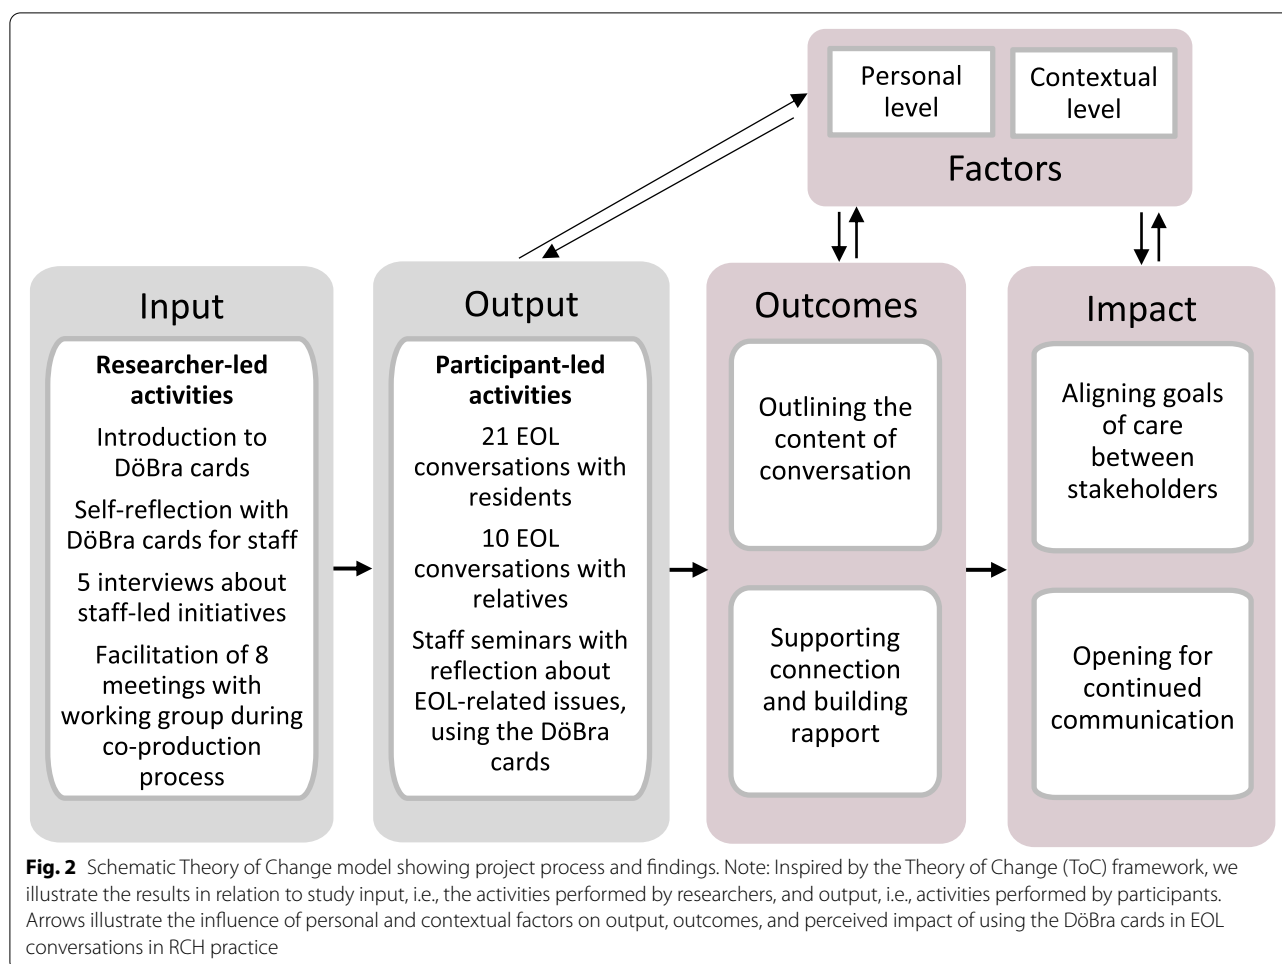 Personal
level
Contextual
level
Factors
Input
Researcher-led
activities
Introduction to
DöBra cards
Self-reflection with
DöBra cards for staff
5 interviews about
staff-led initiatives
Facilitation of 8
meetings with
working group during
co-production
process
Output
Participant-led
activities
21 EOL
conversations with
residents
10 EOL
conversations with
relatives
Staff seminars with
reflection about
EOL-related issues,
using the DöBra
cards
Outcomes
Outlining the
content of
conversation
Supporting
connection
and building
rapport
Impact
Aligning goals
of care
between
stakeholders
Opening for
continued
communication
Fig. 2 Schematic Theory of Change model showing project process and findings. Note: Inspired by the Theory of Change (ToC) framework, we
illustrate the results in relation to study input, i.e., the activities performed by researchers, and output, i.e., activities performed by participants.
Arrows illustrate the influence of personal and contextual factors on output, outcomes, and perceived impact of using the DöBra cards in EOL
conversations in RCH practice